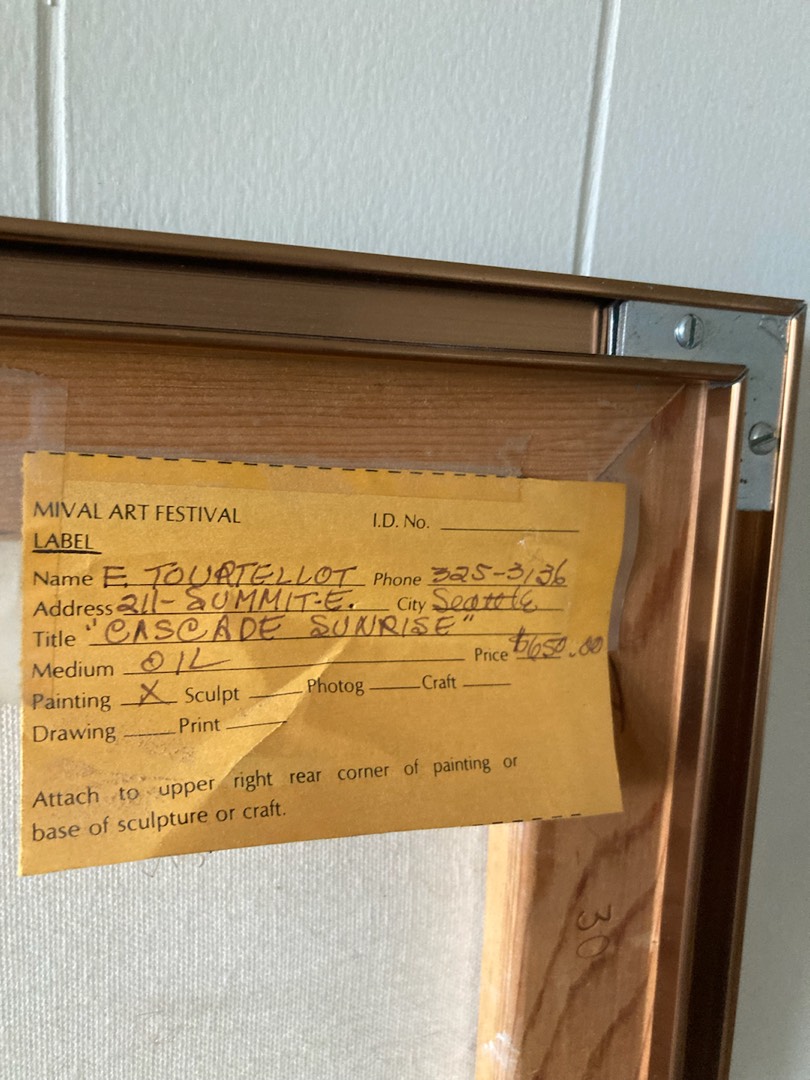 MIVAL ART FESTIVAL I.D. No.
LABEL
Name E. TOURTELLOT Phone 325-3136
Address 211- SUMMIT-E. City Seattle
Title "CASCADE SUNRISE"
Medium OIL Price $650.00
Painting X Sculpt Photog Craft
Drawing Print
Attach to upper right rear corner of painting or
base of sculpture or craft.
30